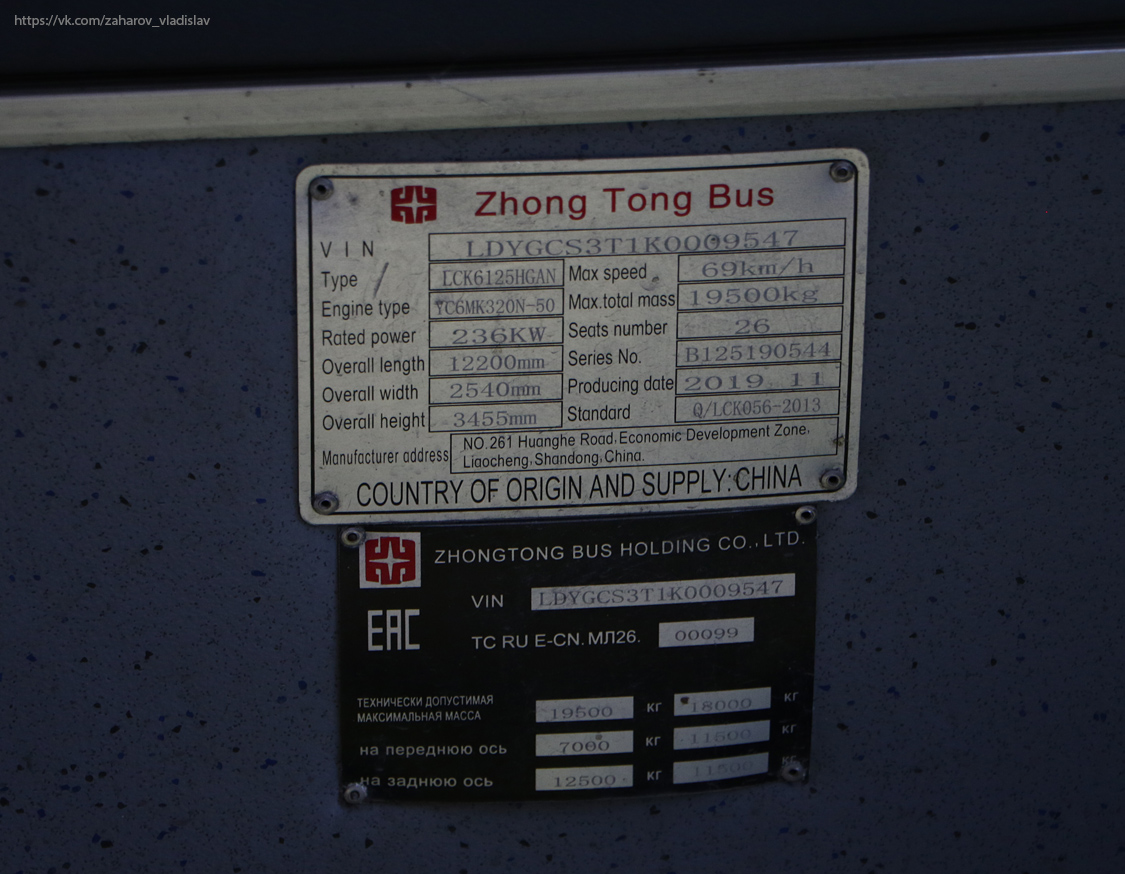 https://vk.com/zaharov_vladislav
Zhong Tong Bus
VIN LDYGCS3T1K0009547
Type LCK6125HGAN Max speed 69km/h
Engine type YC6MK320N-50 Max.total mass 19500kg
Rated power 236KW Seats number 26
Overall length 12200mm Series No. B125190544
Overall width 2540mm Producing date 2019 11
Overall height 3455mm Standard Q/LCK056-2013
Manufacturer address NO.261 Huanghe Road, Economic Development Zone,
Liaocheng, Shandong, China.
COUNTRY OF ORIGIN AND SUPPLY: CHINA
ZHONGTONG BUS HOLDING CO., LTD.
VIN LDYGCS3T1K0009547
EAC
TC RU E-CN. МЛ26. 00099
ТЕХНИЧЕСКИ ДОПУСТИМАЯ
МАКСИМАЛЬНАЯ МАССА 19500 кг 18000 кг
на переднюю ось 7000 кг 11500 кг
на заднюю ось 12500 кг 11500 кг